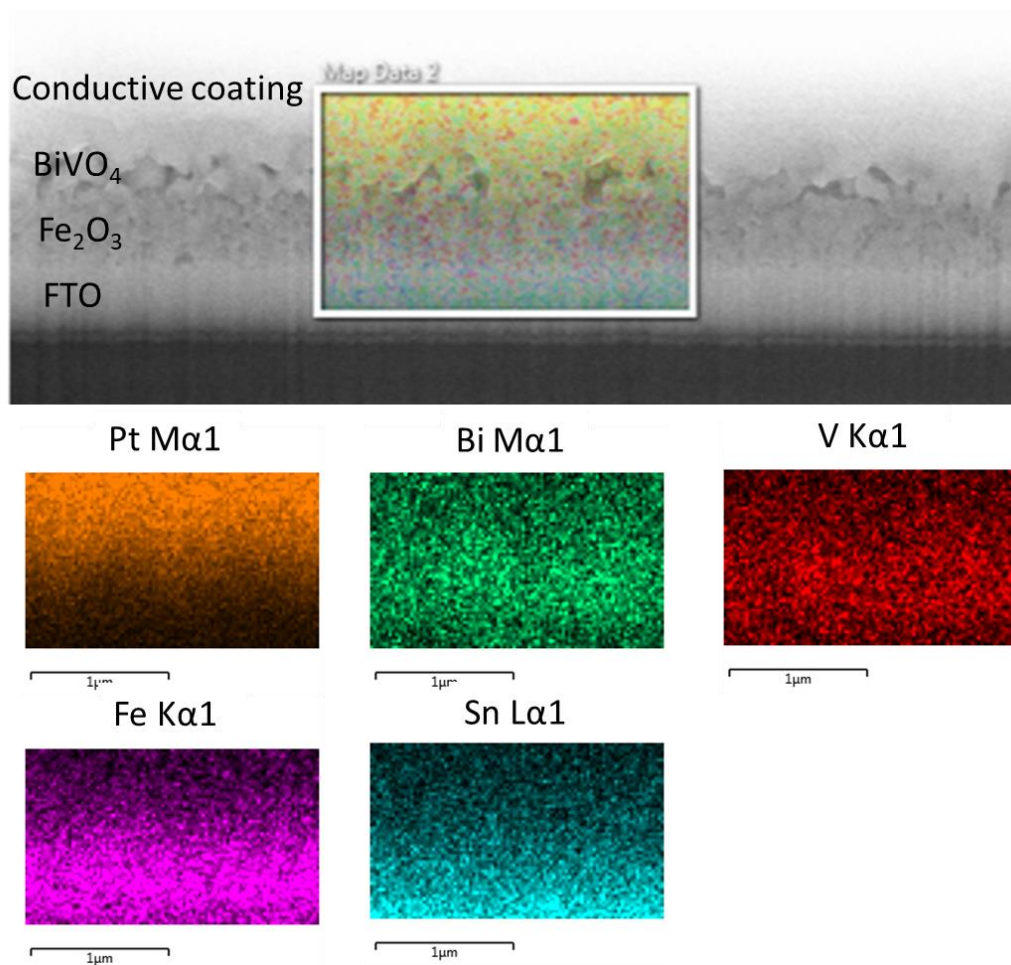 Map Data 2
Conductive coating
BiVO₄
Fe₂O₃
FTO
Pt Mα1
Bi Mα1
V Kα1
1µm
1µm
1µm
Fe Kα1
Sn Lα1
1µm
1µm